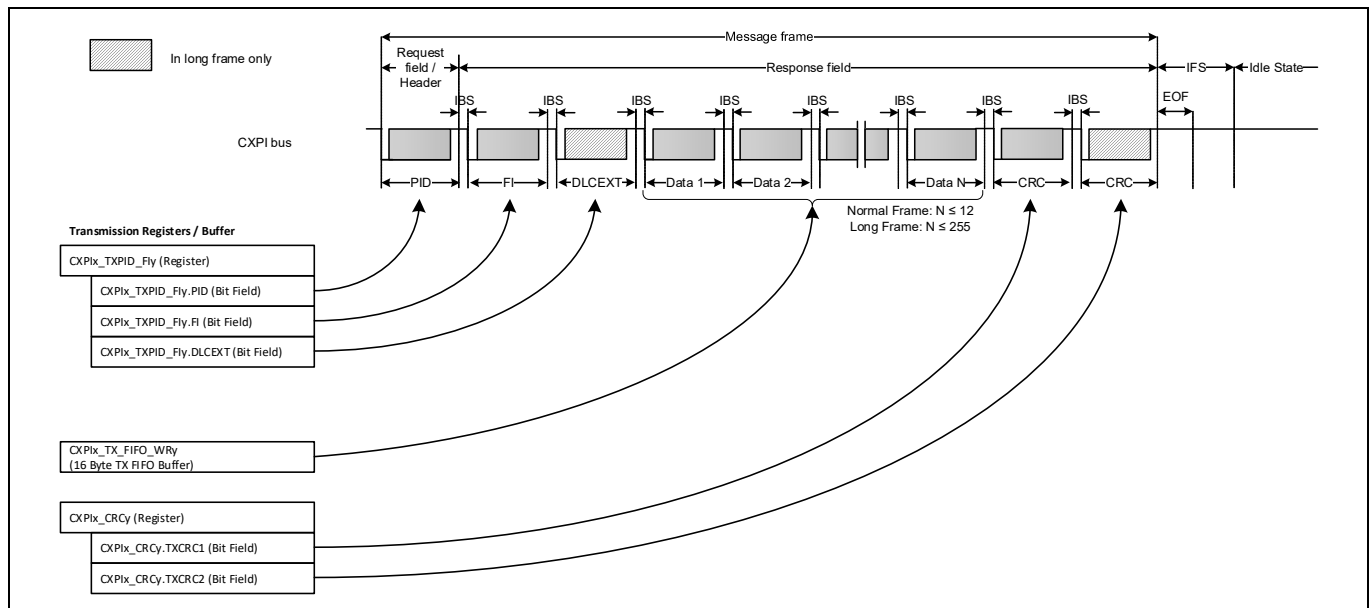 In long frame only
Message frame
Request
field /
Header
Response field
IFS
Idle State
IBS
IBS
IBS
IBS
IBS
IBS
IBS
IBS
EOF
CXPI bus
PID
FI
DLCEXT
Data 1
Data 2
Data N
CRC
CRC
Normal Frame: N ≤ 12
Long Frame: N ≤ 255
Transmission Registers / Buffer
CXPIx_TXPID_FIy (Register)
CXPIx_TXPID_FIy.PID (Bit Field)
CXPIx_TXPID_FIy.FI (Bit Field)
CXPIx_TXPID_FIy.DLCEXT (Bit Field)
CXPIx_TX_FIFO_WRy
(16 Byte TX FIFO Buffer)
CXPIx_CRCy (Register)
CXPIx_CRCy.TXCRC1 (Bit Field)
CXPIx_CRCy.TXCRC2 (Bit Field)